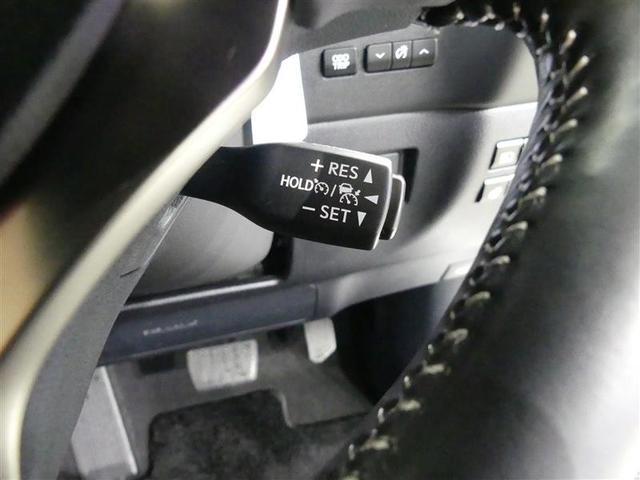 ODO
TRIP
+ RES ▲
HOLD / ◀
− SET ▼